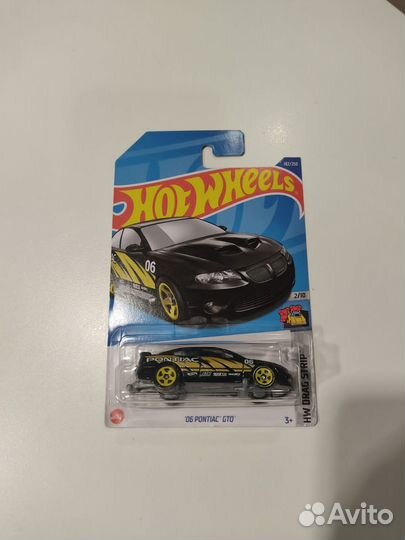 HOT WHEELS
06
2/10
PONTIAC
06
HW DRAG STRIP
'06 PONTIAC GTO
3+
Avito